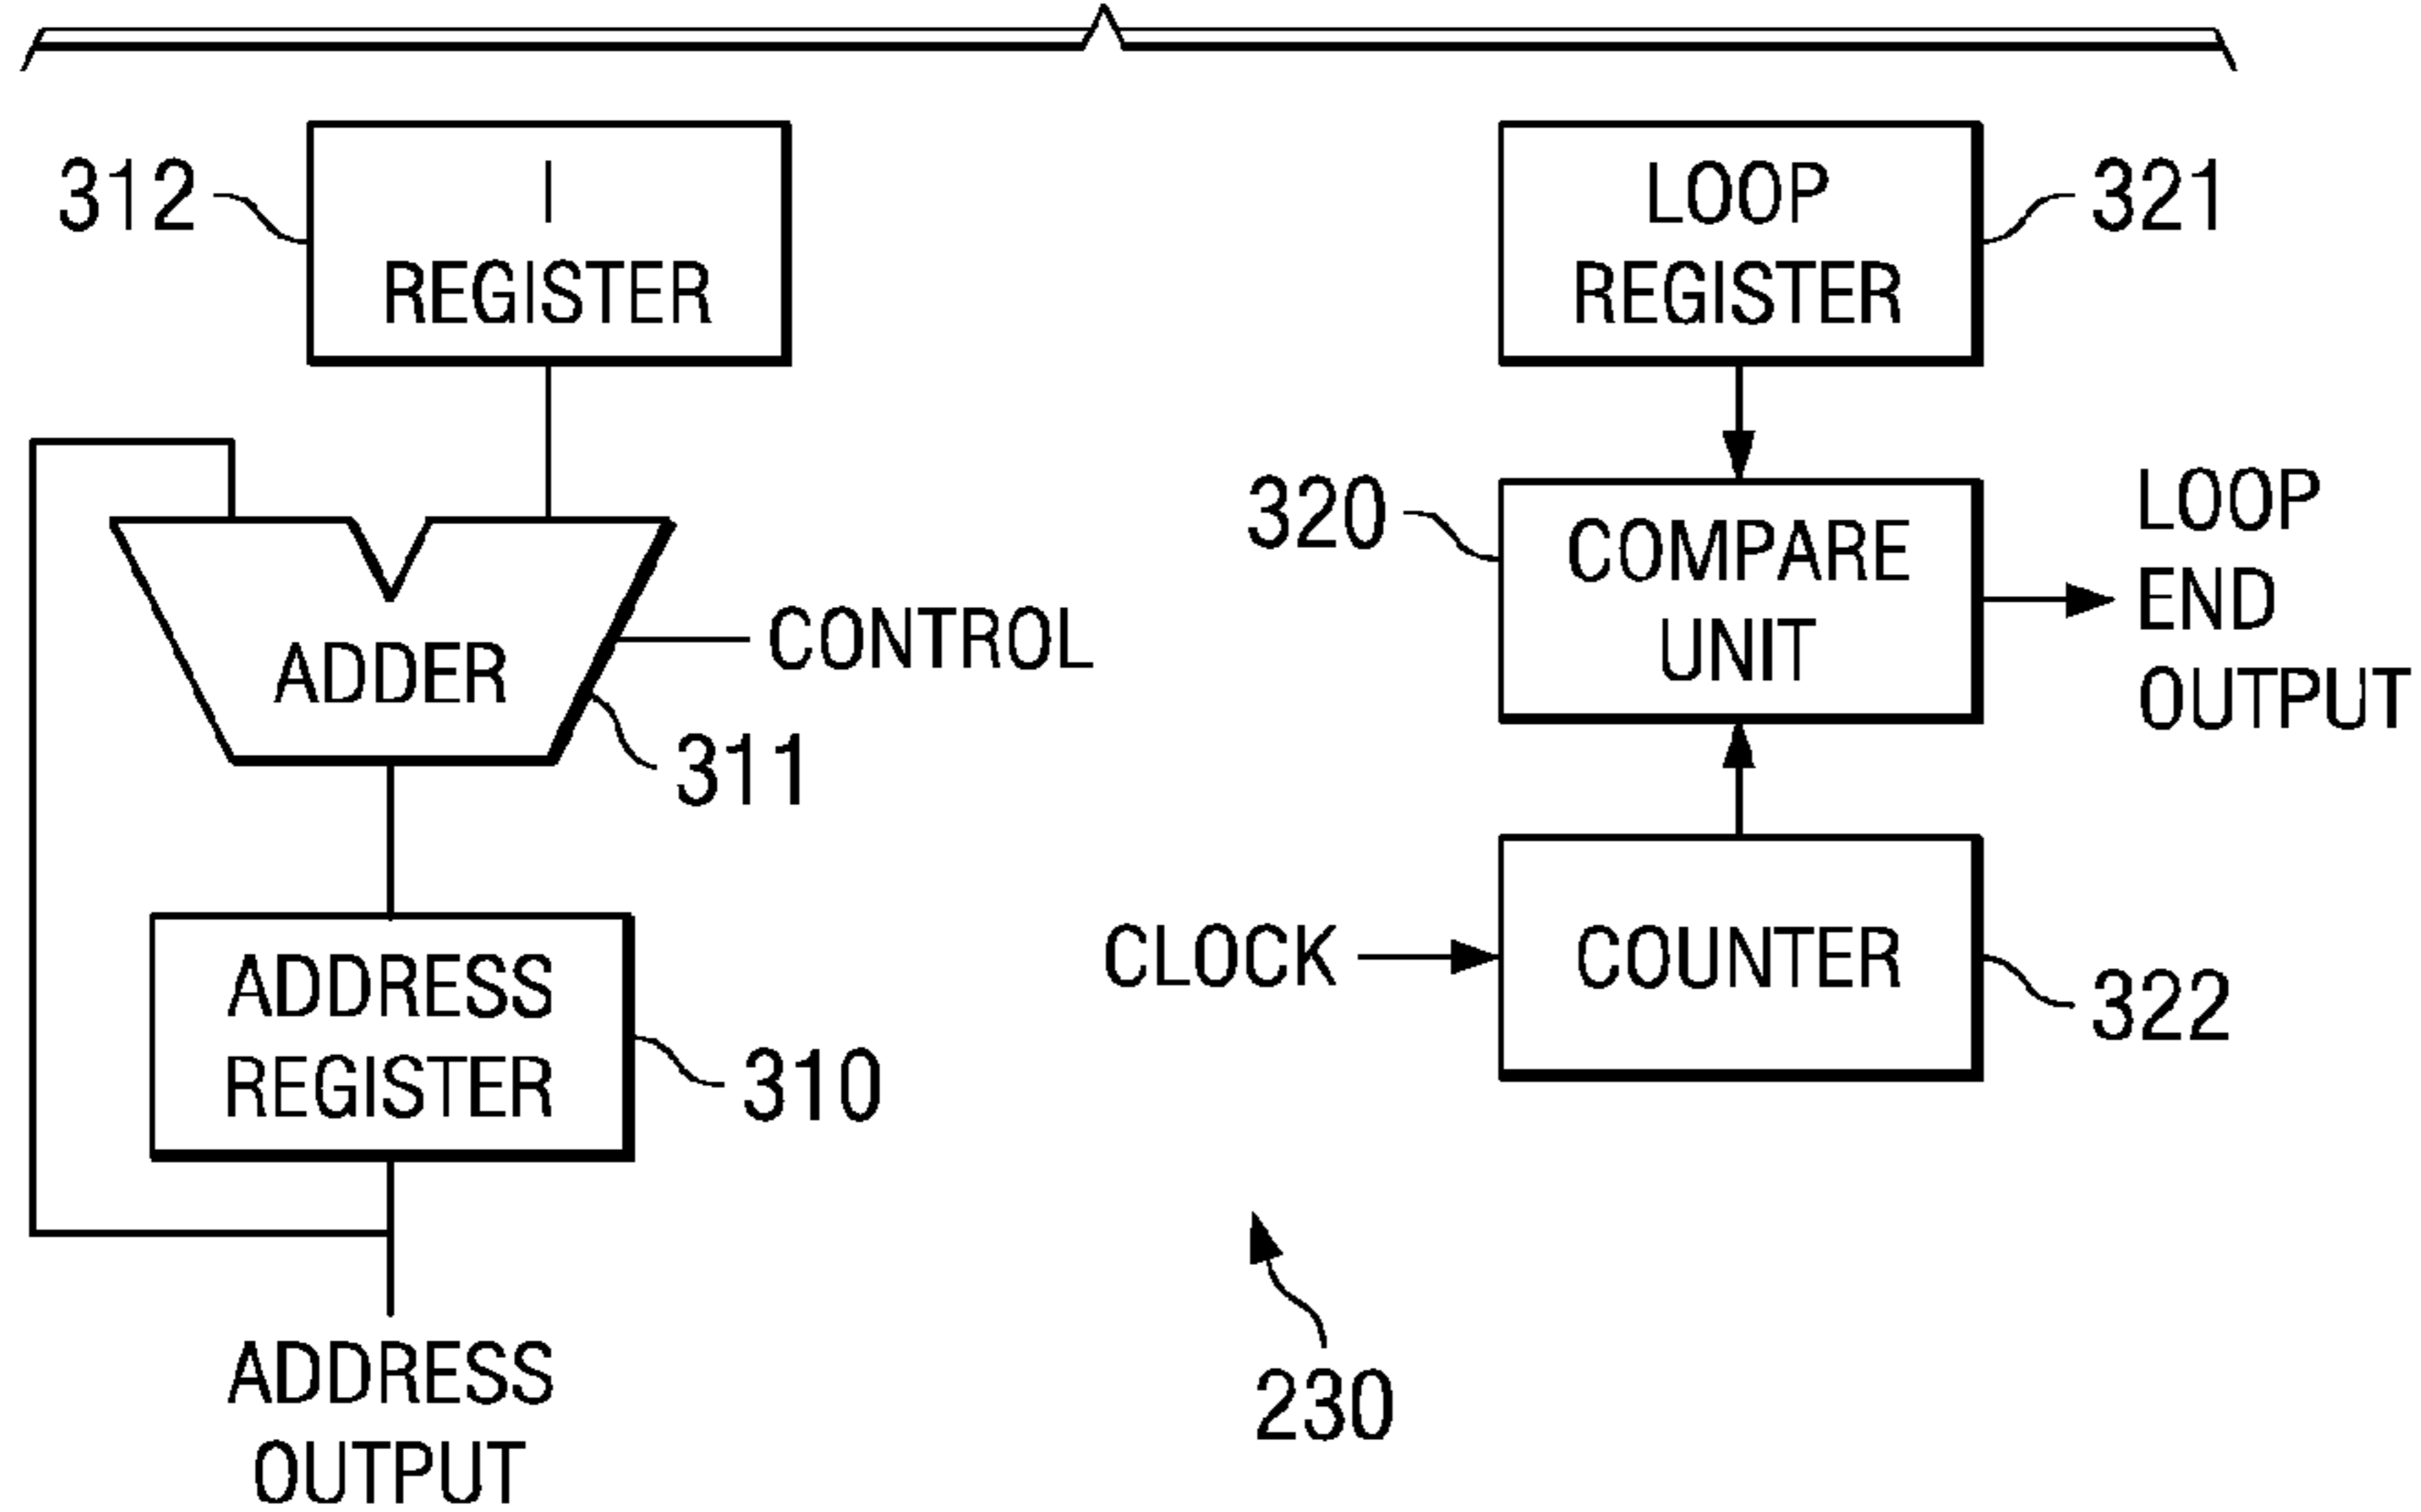 312
I
REGISTER
ADDER
CONTROL
311
ADDRESS
REGISTER
310
ADDRESS
OUTPUT
LOOP
REGISTER
321
320
COMPARE
UNIT
LOOP
END
OUTPUT
CLOCK
COUNTER
322
230